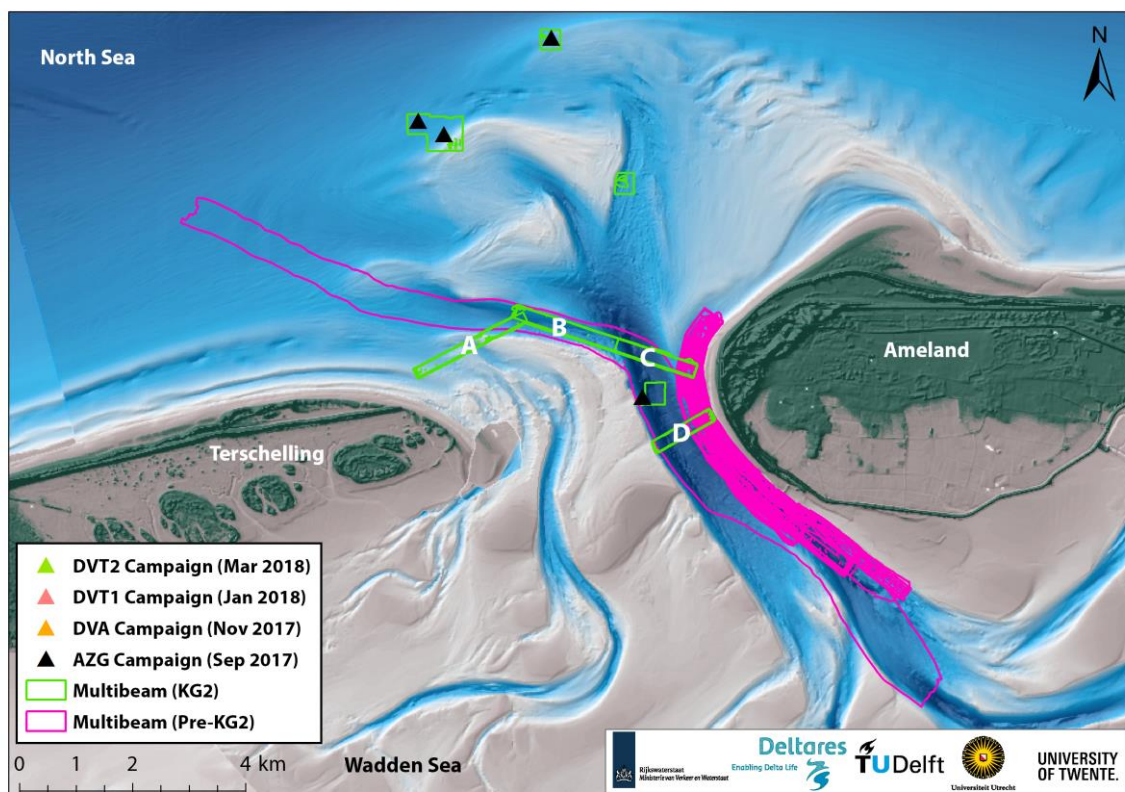 North Sea
N
A
B
C
D
Ameland
Terschelling
DVT2 Campaign (Mar 2018)
DVT1 Campaign (Jan 2018)
DVA Campaign (Nov 2017)
AZG Campaign (Sep 2017)
Multibeam (KG2)
Multibeam (Pre-KG2)
0 1 2 4 km
Wadden Sea
Rijkswaterstaat
Ministerie van Verkeer en Waterstaat
Deltares
Enabling Delta Life
TUDelft
Universiteit Utrecht
UNIVERSITY
OF TWENTE.